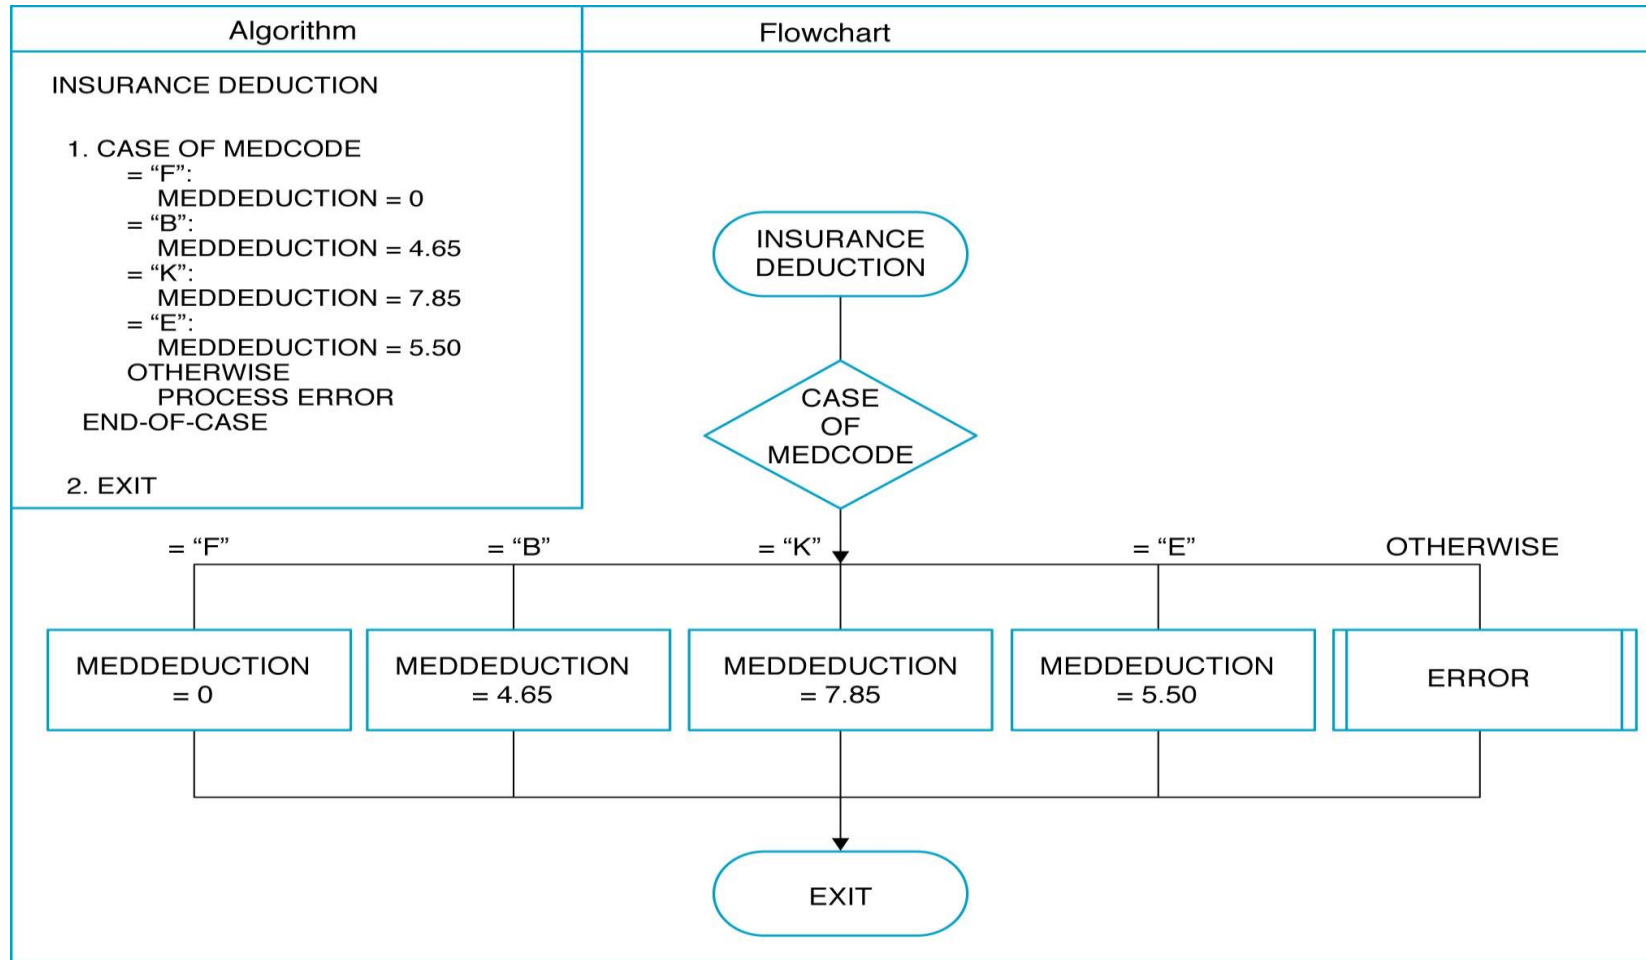 Algorithm
Flowchart
INSURANCE DEDUCTION
1. CASE OF MEDCODE
= “F”:
MEDDEDUCTION = 0
= “B”:
MEDDEDUCTION = 4.65
= “K”:
MEDDEDUCTION = 7.85
= “E”:
MEDDEDUCTION = 5.50
OTHERWISE
PROCESS ERROR
END-OF-CASE
2. EXIT
INSURANCE
DEDUCTION
CASE
OF
MEDCODE
= “F”
= “B”
= “K”
= “E”
OTHERWISE
MEDDEDUCTION
= 0
MEDDEDUCTION
= 4.65
MEDDEDUCTION
= 7.85
MEDDEDUCTION
= 5.50
ERROR
EXIT